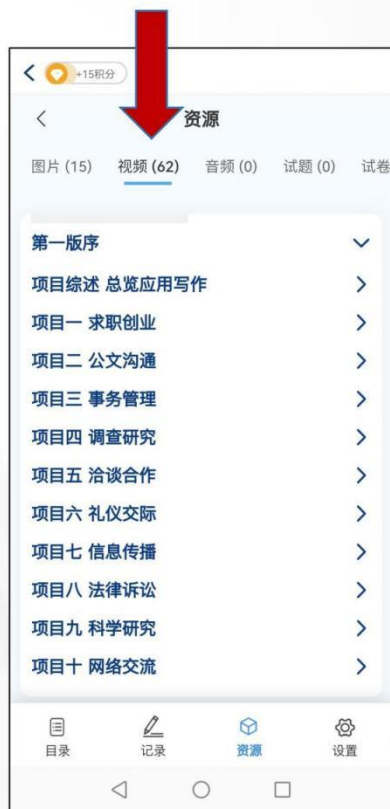 +15积分
资源
图片 (15) 视频 (62) 音频 (0) 试题 (0) 试卷
第一版序
项目综述 总览应用写作
项目一 求职创业
项目二 公文沟通
项目三 事务管理
项目四 调查研究
项目五 洽谈合作
项目六 礼仪交际
项目七 信息传播
项目八 法律诉讼
项目九 科学研究
项目十 网络交流
目录 记录 资源 设置